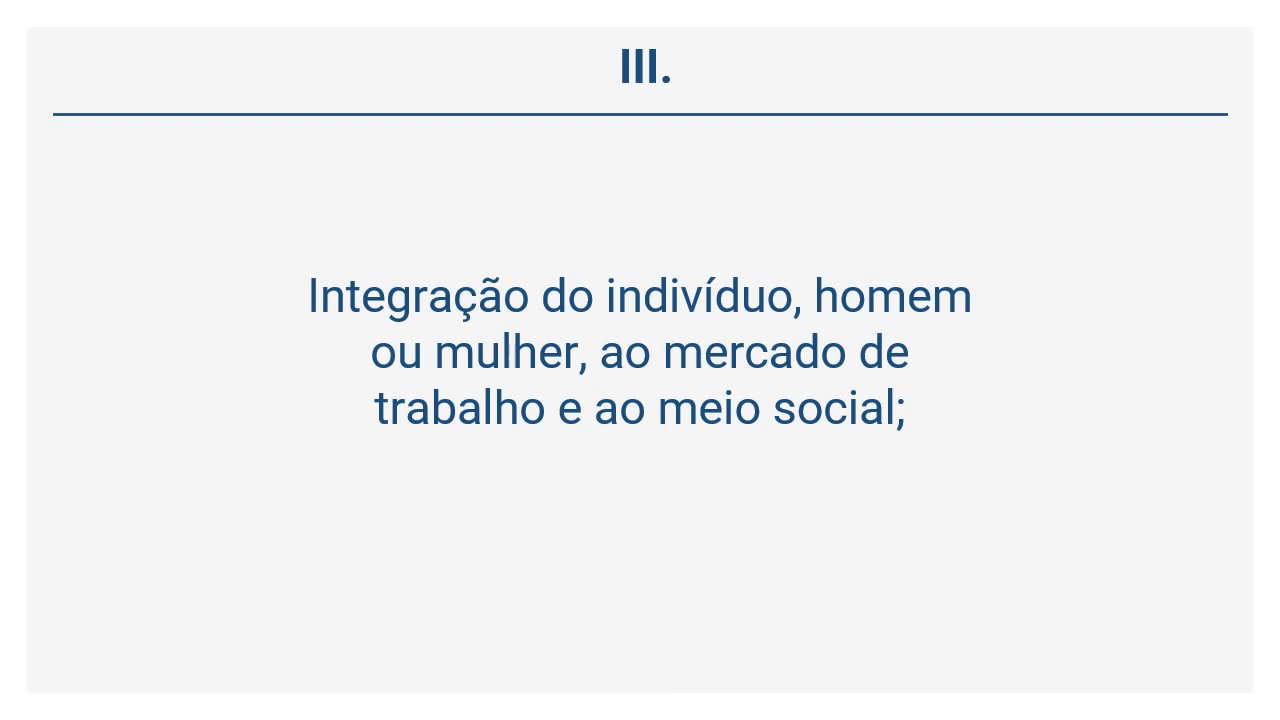 III.
Integração do indivíduo, homem
ou mulher, ao mercado de
trabalho e ao meio social;